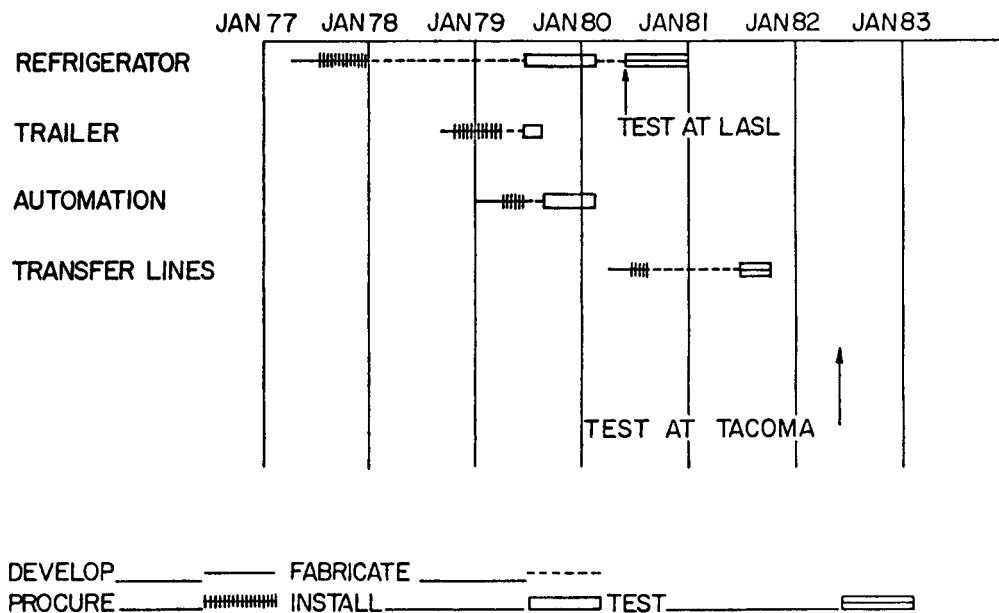 JAN 77 JAN 78 JAN 79 JAN 80 JAN 81 JAN 82 JAN 83
REFRIGERATOR
TEST AT LASL
TRAILER
AUTOMATION
TRANSFER LINES
TEST AT TACOMA
DEVELOP FABRICATE
PROCURE INSTALL TEST